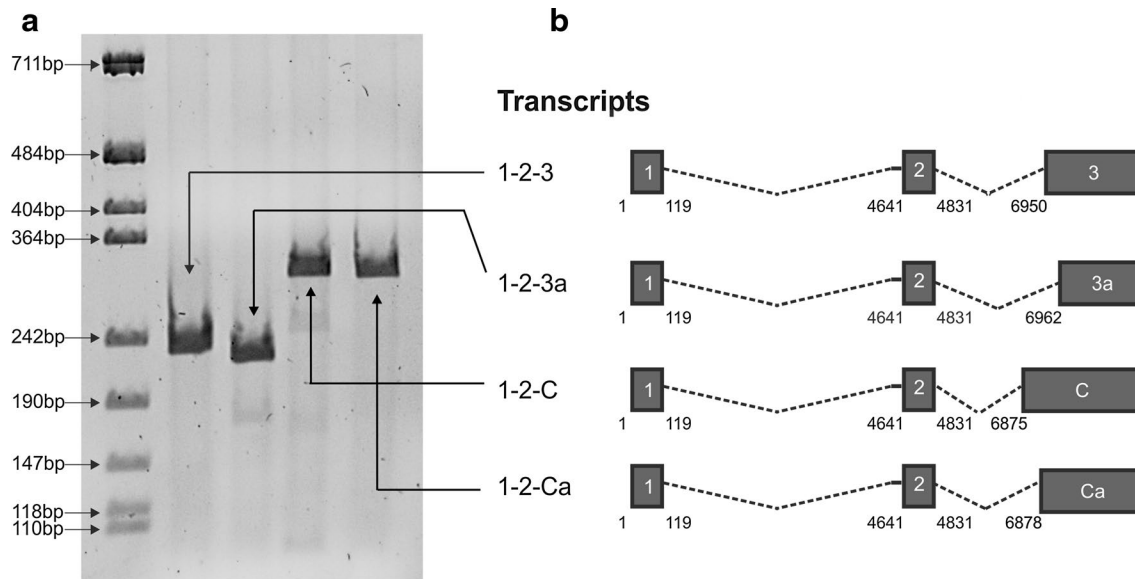 a
711bp
484bp
404bp
364bp
242bp
190bp
147bp
118bp
110bp
b
Transcripts
1-2-3
1 2 3
1 119 4641 4831 6950
1-2-3a
1 2 3a
1 119 4641 4831 6962
1-2-C
1 2 C
1 119 4641 4831 6875
1-2-Ca
1 2 Ca
1 119 4641 4831 6878